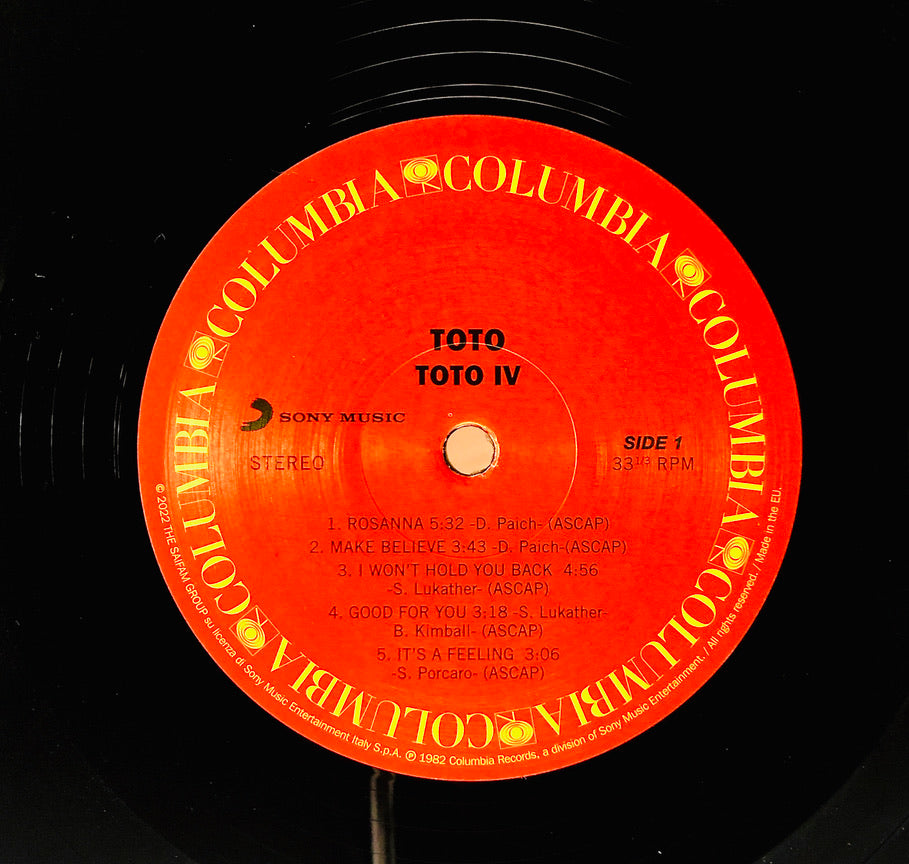 COLUMBIA COLUMBIA COLUMBIA COLUMBIA COLUMBIA COLUMBIA COLUMBIA
TOTO
TOTO IV
SONY MUSIC
SIDE 1
STEREO
33 1/3 RPM
1. ROSANNA 5:32 -D. Paich- (ASCAP)
2. MAKE BELIEVE 3:43 -D. Paich-(ASCAP)
3. I WON'T HOLD YOU BACK 4:56
-S. Lukather- (ASCAP)
4. GOOD FOR YOU 3:18 -S. Lukather-
B. Kimball- (ASCAP)
5. IT'S A FEELING 3:06
-S. Porcaro- (ASCAP)
© 2022 THE SAIFAM GROUP su licenza di Sony Music Entertainment Italy S.p.A. ℗ 1982 Columbia Records, a division of Sony Music Entertainment. / All rights reserved. / Made in the EU.